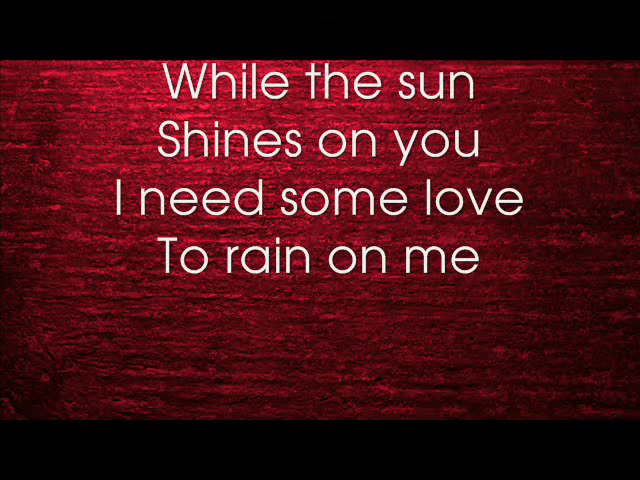 While the sun
Shines on you
I need some love
To rain on me